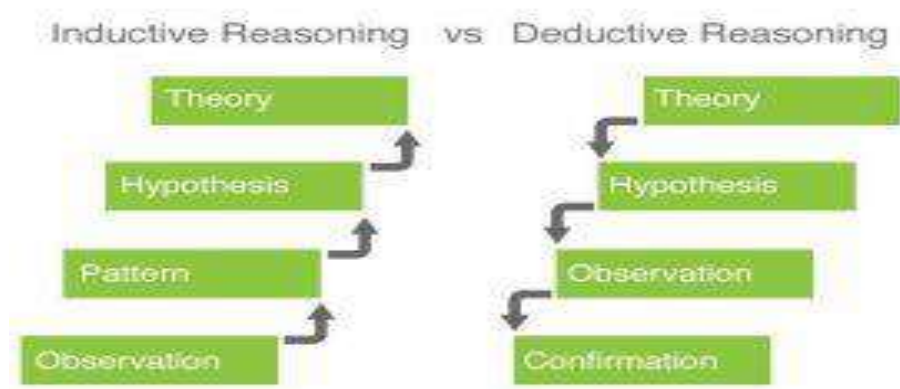 Inductive Reasoning vs Deductive Reasoning
Theory
Hypothesis
Pattern
Observation
Theory
Hypothesis
Observation
Confirmation